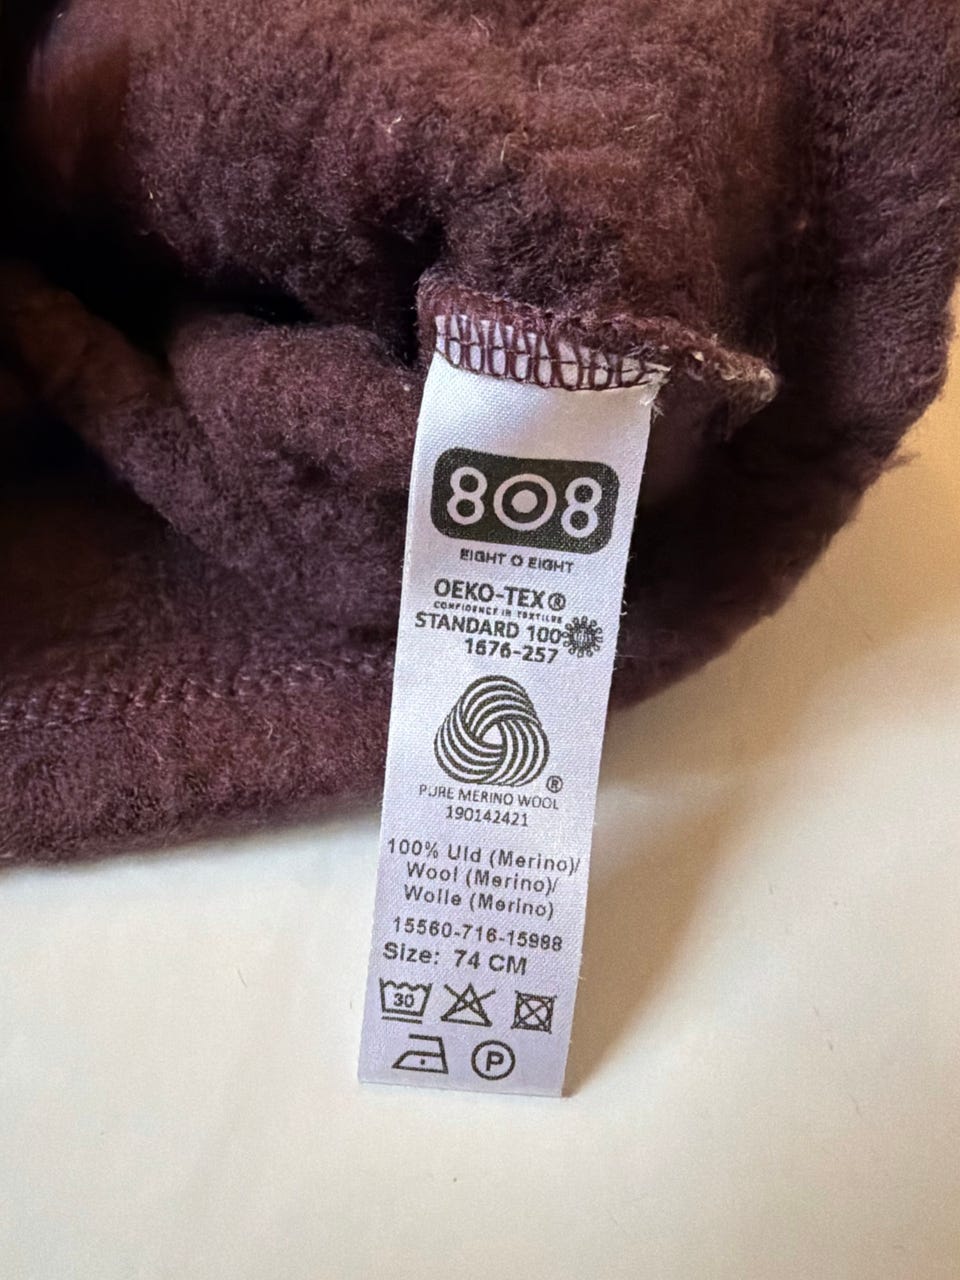 808
EIGHT O EIGHT
OEKO-TEX®
CONFIDENCE IN TEXTILES
STANDARD 100
1676-257
®
PURE MERINO WOOL
190142421
100% Uld (Merino)/
Wool (Merino)/
Wolle (Merino)
15560-716-15988
Size: 74 CM
30
P